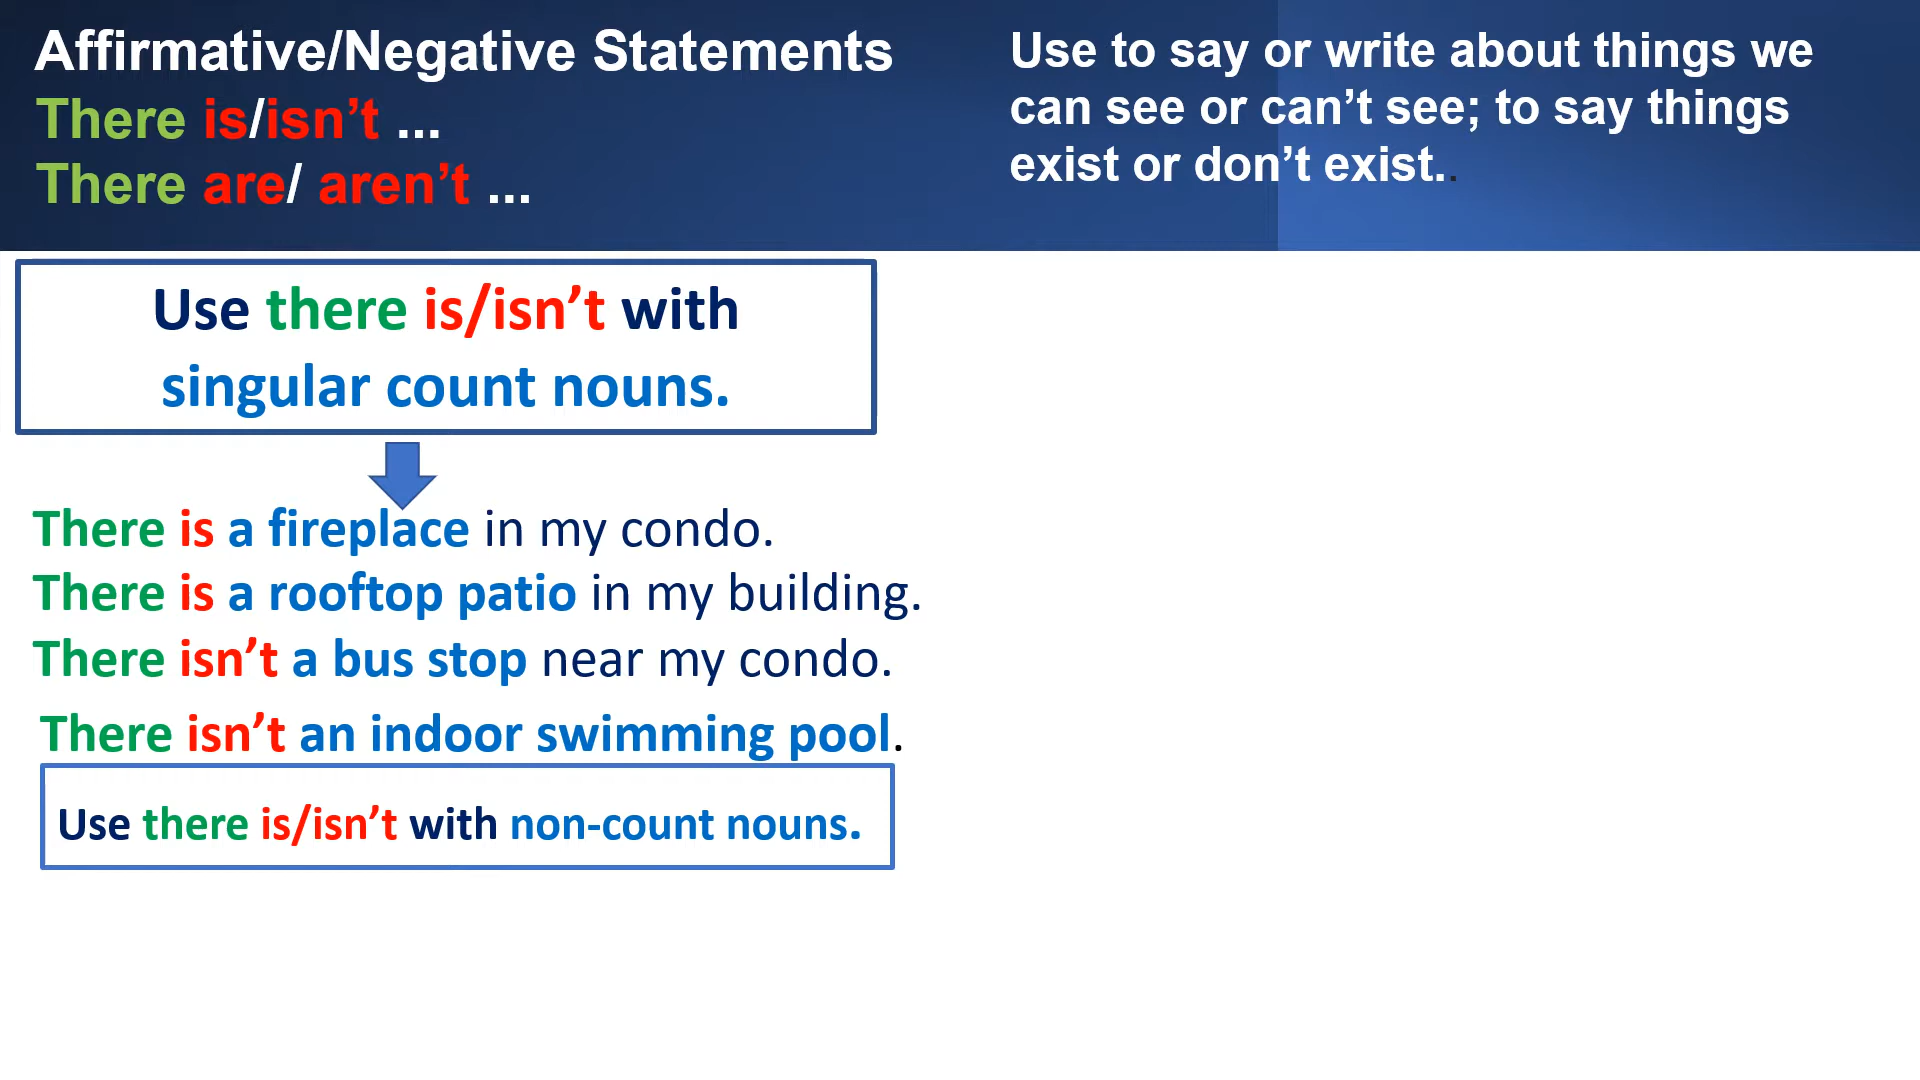 Affirmative/Negative Statements
There is/isn’t ...
There are/ aren’t ...
Use to say or write about things we
can see or can’t see; to say things
exist or don’t exist..
Use there is/isn’t with
singular count nouns.
There is a fireplace in my condo.
There is a rooftop patio in my building.
There isn’t a bus stop near my condo.
There isn’t an indoor swimming pool.
Use there is/isn’t with non-count nouns.